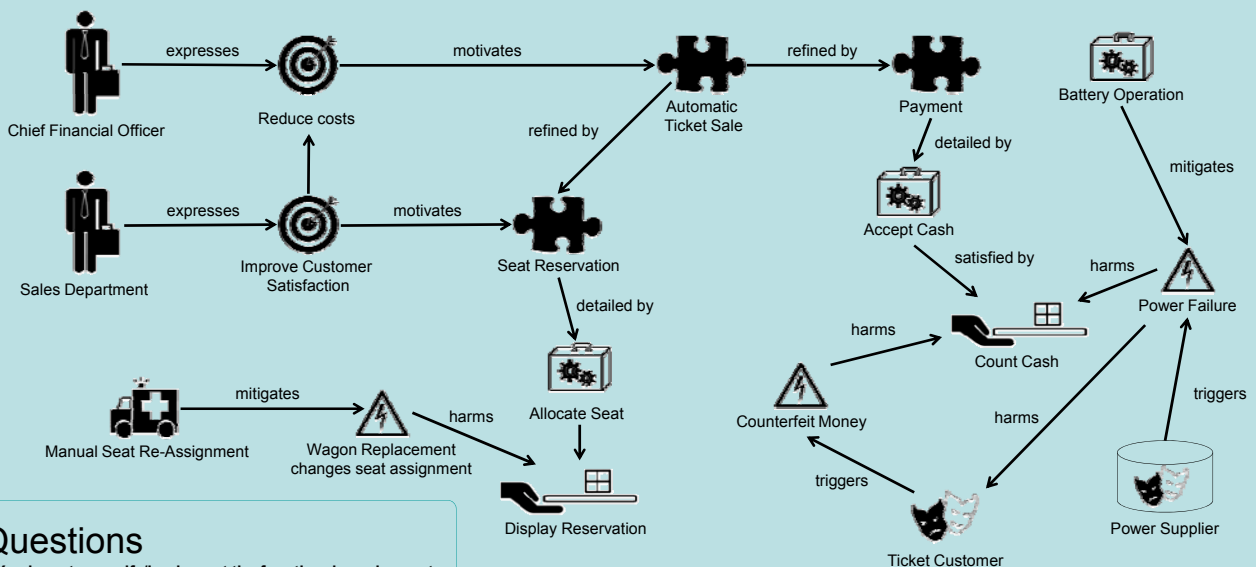 expresses
motivates
refined by
Chief Financial Officer
Reduce costs
Automatic
Ticket Sale
Payment
Battery Operation
refined by
detailed by
mitigates
expresses
motivates
Sales Department
Improve Customer
Satisfaction
Seat Reservation
Accept Cash
satisfied by
harms
Power Failure
detailed by
harms
Count Cash
mitigates
harms
Allocate Seat
Counterfeit Money
harms
triggers
Manual Seat Re-Assignment
Wagon Replacement
changes seat assignment
triggers
Display Reservation
Power Supplier
Ticket Customer
Questions